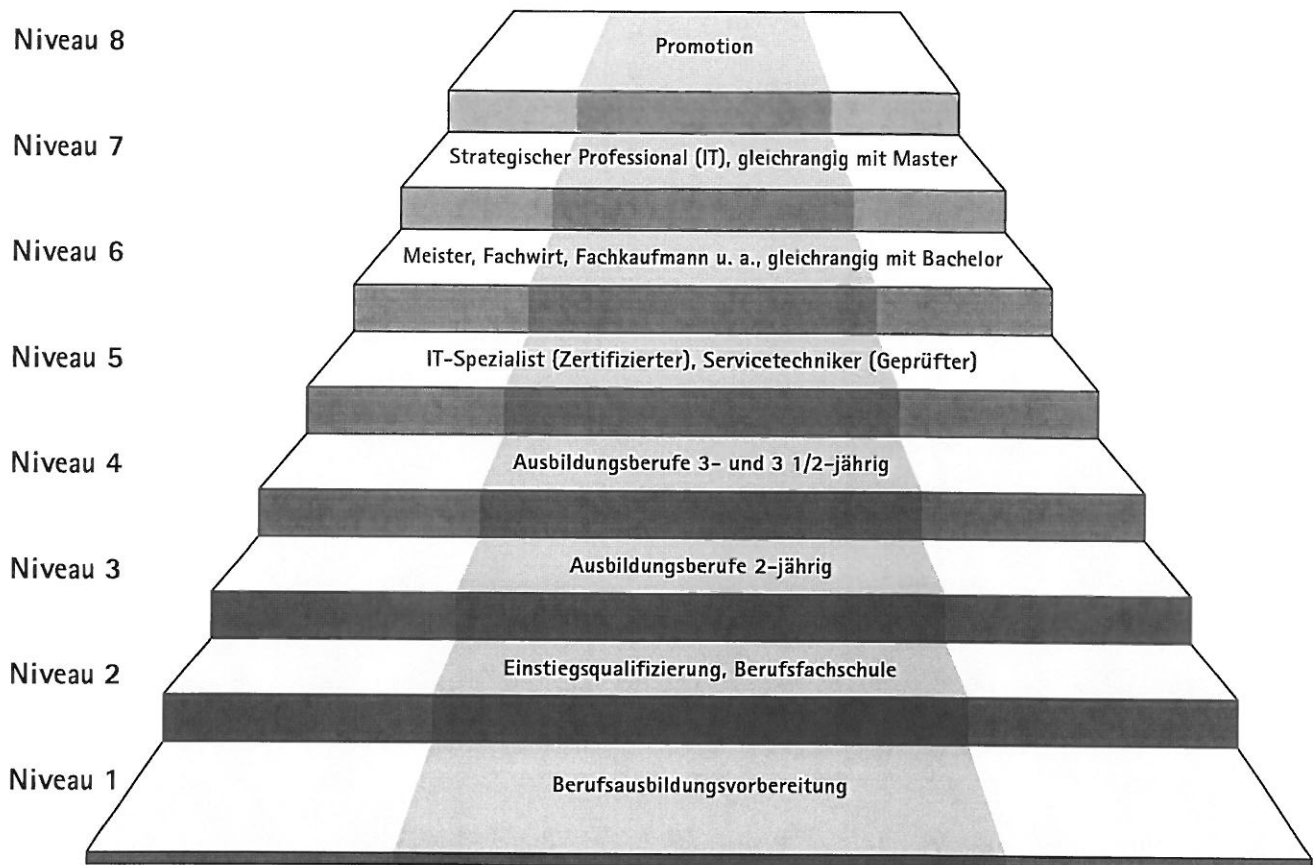 Niveau 8
Promotion
Niveau 7
Strategischer Professional (IT), gleichrangig mit Master
Niveau 6
Meister, Fachwirt, Fachkaufmann u. a., gleichrangig mit Bachelor
Niveau 5
IT-Spezialist (Zertifizierter), Servicetechniker (Geprüfter)
Niveau 4
Ausbildungsberufe 3- und 3 1/2-jährig
Niveau 3
Ausbildungsberufe 2-jährig
Niveau 2
Einstiegsqualifizierung, Berufsfachschule
Niveau 1
Berufsausbildungsvorbereitung